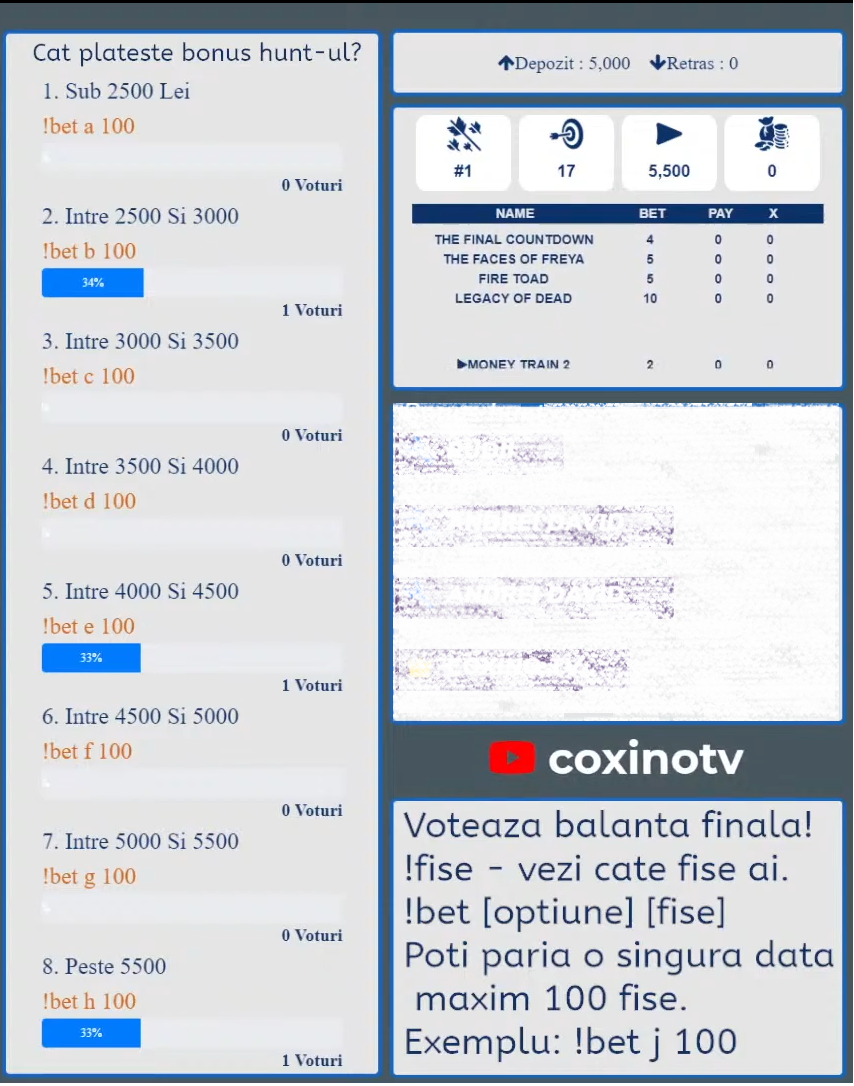 Cat plateste bonus hunt-ul?
1. Sub 2500 Lei
!bet a 100
0 Voturi
2. Intre 2500 Si 3000
!bet b 100
34%
1 Voturi
3. Intre 3000 Si 3500
!bet c 100
0 Voturi
4. Intre 3500 Si 4000
!bet d 100
0 Voturi
5. Intre 4000 Si 4500
!bet e 100
33%
1 Voturi
6. Intre 4500 Si 5000
!bet f 100
0 Voturi
7. Intre 5000 Si 5500
!bet g 100
0 Voturi
8. Peste 5500
!bet h 100
33%
1 Voturi
Depozit : 5,000 Retras : 0
#1 17 5,500 0
NAME BET PAY X
THE FINAL COUNTDOWN 4 0 0
THE FACES OF FREYA 5 0 0
FIRE TOAD 5 0 0
LEGACY OF DEAD 10 0 0
▶MONEY TRAIN 2 2 0 0
coxinotv
Voteaza balanta finala!
!fise - vezi cate fise ai.
!bet [optiune] [fise]
Poti paria o singura data
maxim 100 fise.
Exemplu: !bet j 100